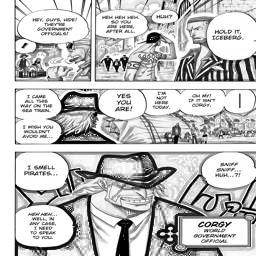 HEY, GUYS, HIDE!
THEY'RE
GOVERNMENT
OFFICIALS!
HEH HEH HEH.
SO YOU
ARE HERE,
AFTER ALL.
HUH?
HOLD IT,
ICEBERG.
I CAME
ALL THIS
WAY ON THE
SEA TRAIN.
I WISH YOU
WOULDN'T
AVOID ME...
YES
YOU
ARE!
I'M
NOT
HERE
TODAY.
OH MY!
IF IT
ISN'T
CORGY.
I SMELL
PIRATES...
SNIFF
SNIFF...
HUH...?!
HEH HEH...
WELL, IN
ANY CASE,
I NEED
TO SPEAK
TO YOU.
CORGY
WORLD
GOVERNMENT
OFFICIAL